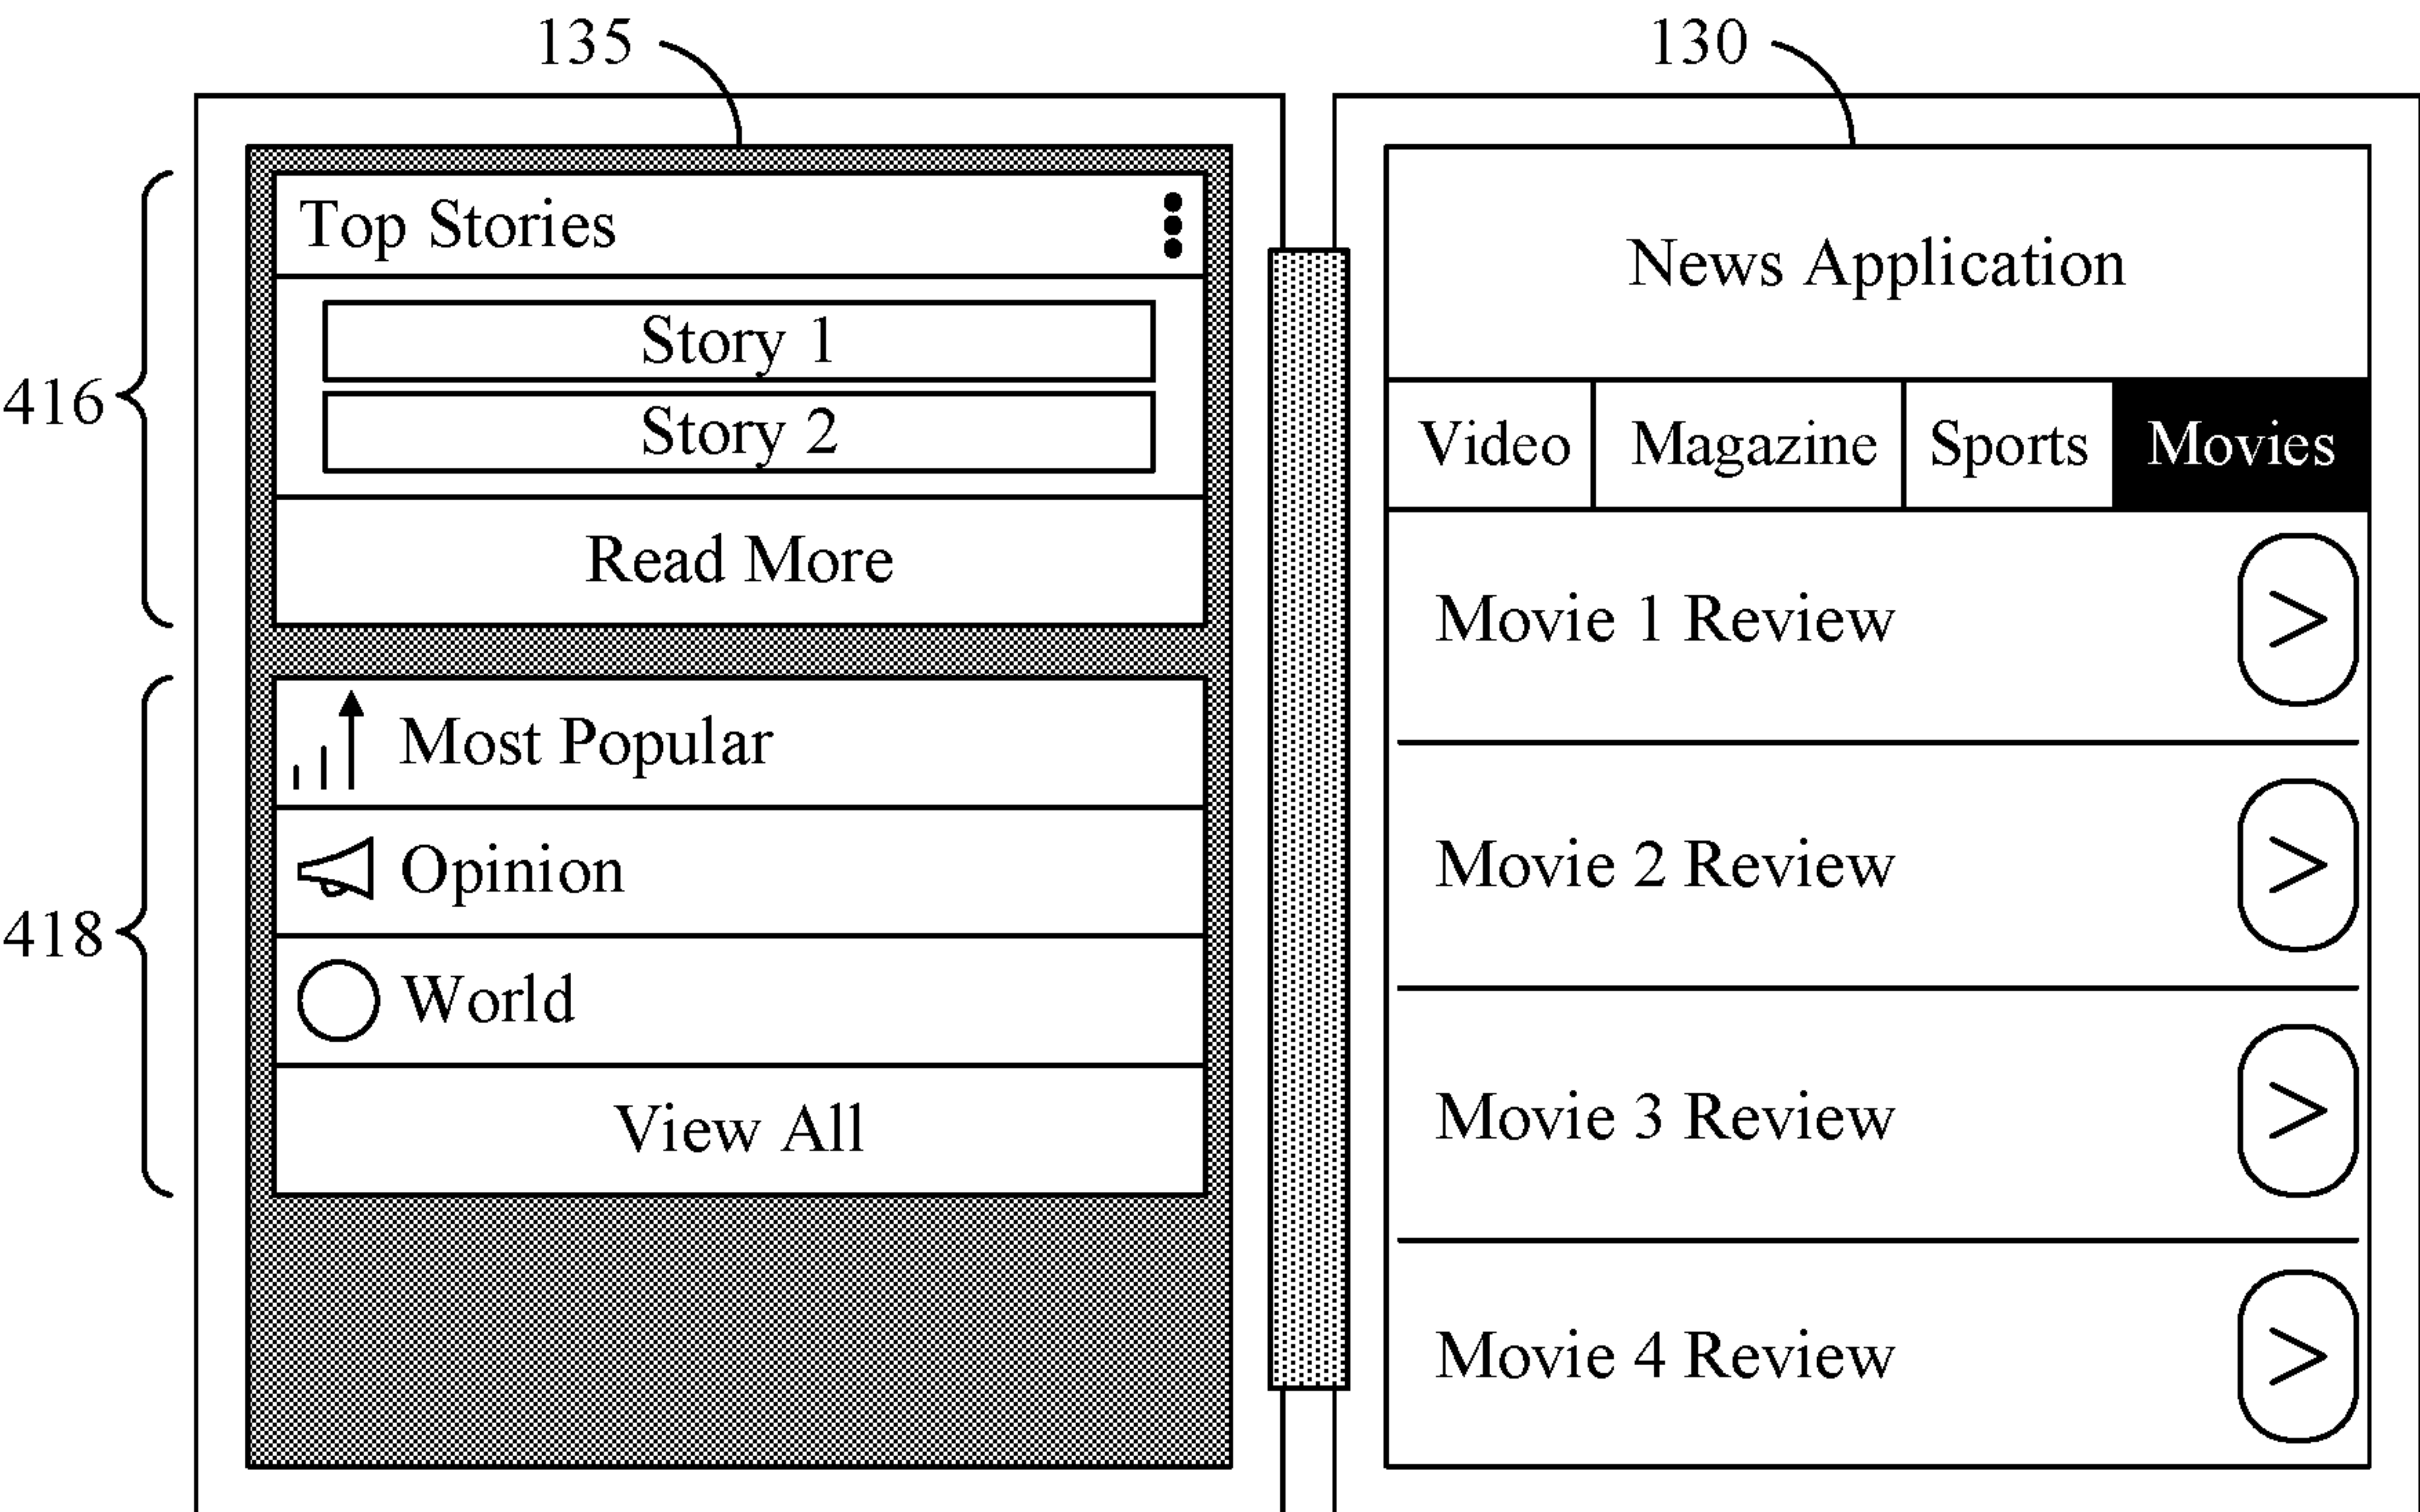 135
130
416
Top Stories
Story 1
Story 2
Read More
418
Most Popular
Opinion
World
View All
News Application
Video Magazine Sports Movies
Movie 1 Review >
Movie 2 Review >
Movie 3 Review >
Movie 4 Review >